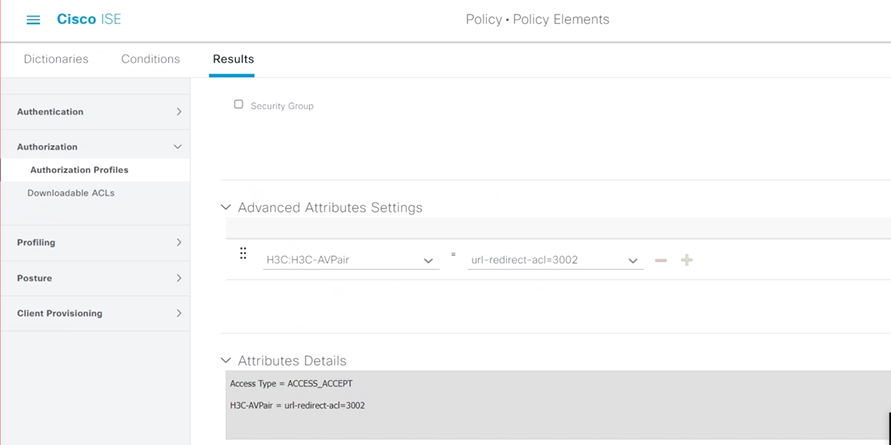 Cisco ISE
Policy • Policy Elements
Dictionaries Conditions Results
Security Group
Authentication
Authorization
Authorization Profiles
Downloadable ACLs
Profiling
Posture
Client Provisioning
Advanced Attributes Settings
H3C:H3C-AVPair = url-redirect-acl=3002
Attributes Details
Access Type = ACCESS_ACCEPT
H3C-AVPair = url-redirect-acl=3002